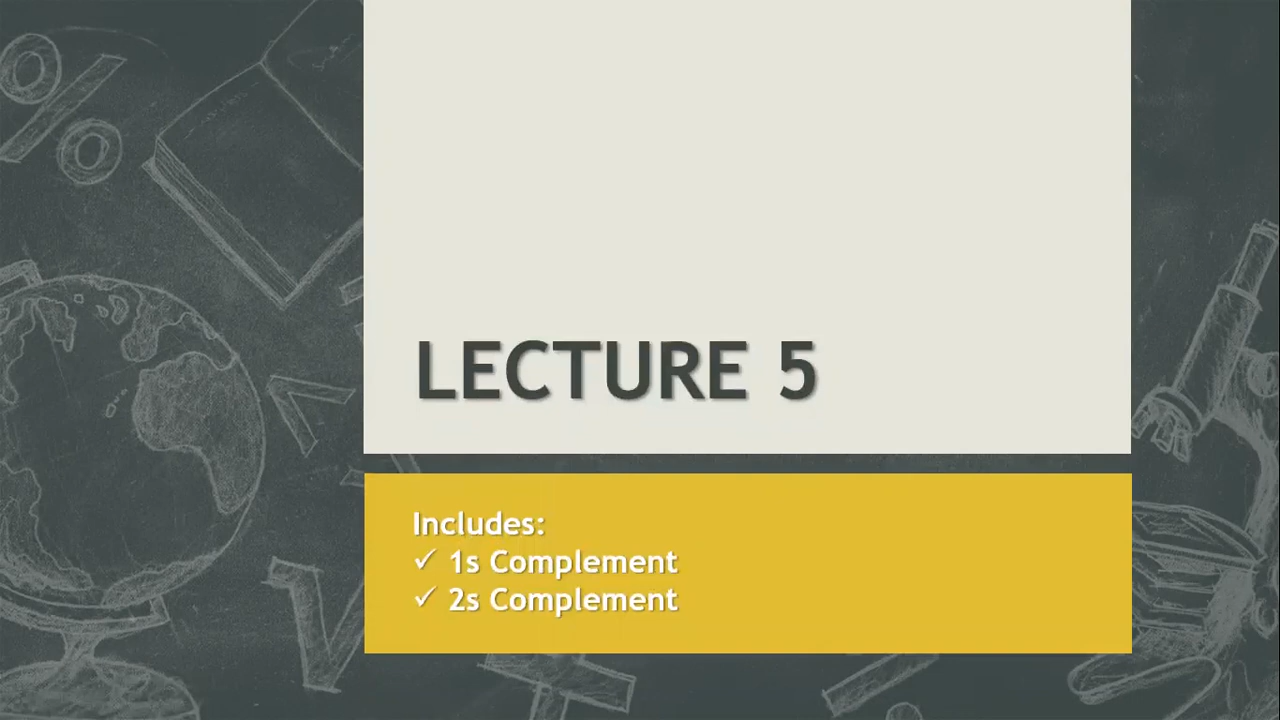 LECTURE 5
Includes:
✓ 1s Complement
✓ 2s Complement